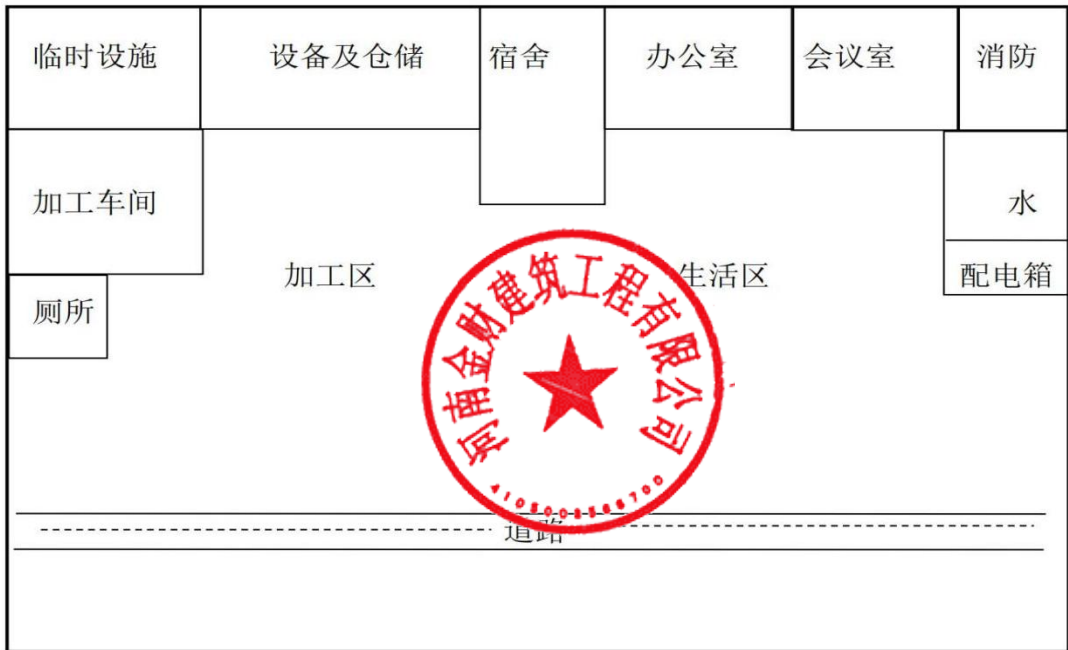 临时设施 设备及仓储 宿舍 办公室 会议室 消防
加工车间 水
加工区 生活区 配电箱
厕所
河南金财建筑工程有限公司
道路